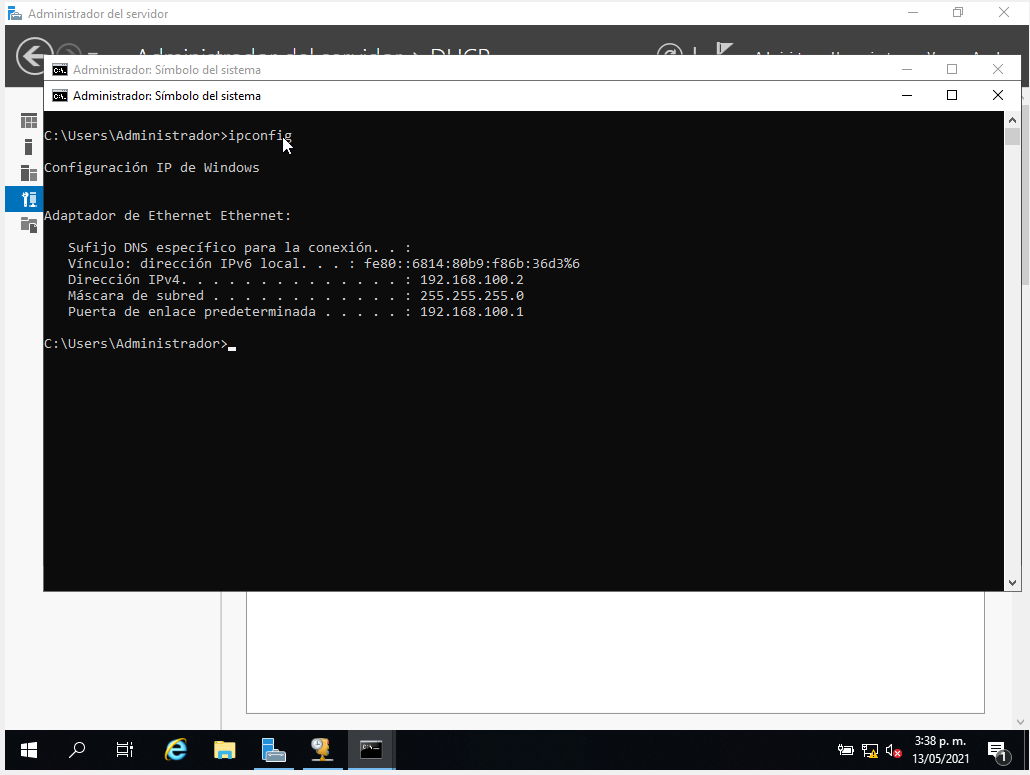 Administrador del servidor
Administrador: Símbolo del sistema
Administrador: Símbolo del sistema
C:\Users\Administrador>ipconfig
Configuración IP de Windows
Adaptador de Ethernet Ethernet:
Sufijo DNS específico para la conexión. . :
Vínculo: dirección IPv6 local. . . : fe80::6814:80b9:f86b:36d3%6
Dirección IPv4. . . . . . . . . . . . . . : 192.168.100.2
Máscara de subred . . . . . . . . . . . . : 255.255.255.0
Puerta de enlace predeterminada . . . . . : 192.168.100.1
C:\Users\Administrador>
3:38 p. m.
13/05/2021
1